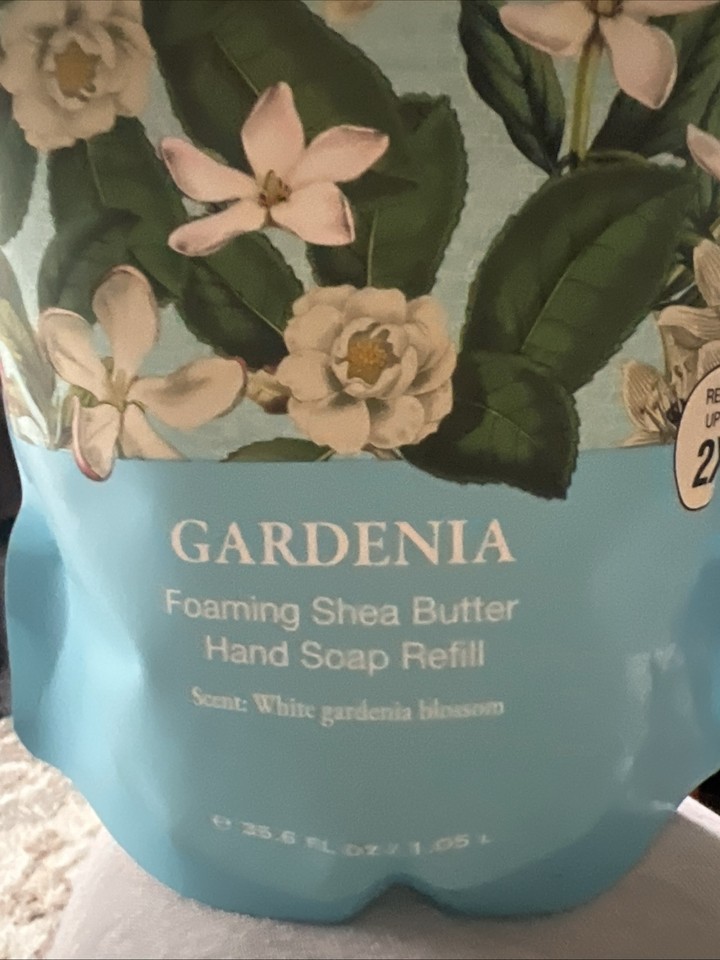 GARDENIA
Foaming Shea Butter
Hand Soap Refill
Scent: White gardenia blossom
℮ 35.6 FL OZ / 1.05 L